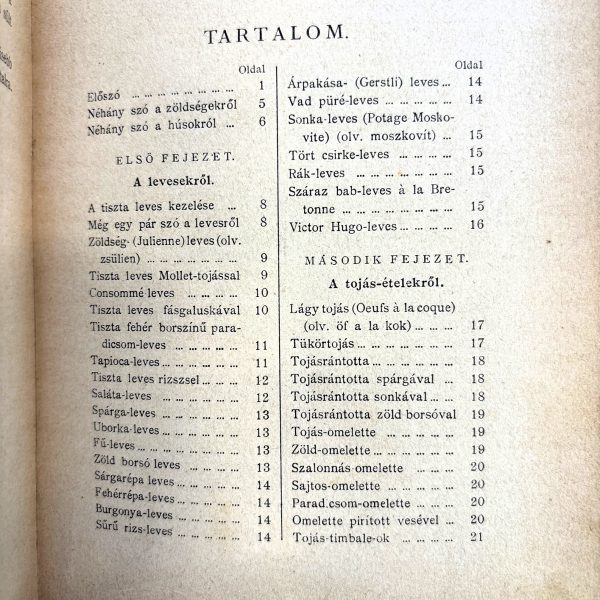 TARTALOM.
Oldal
Előszó ... ... ... ... ... ... ... ... 1
Néhány szó a zöldségekről 5
Néhány szó a húsokról ... 6
ELSŐ FEJEZET.
A levesekről.
A tiszta leves kezelése ... 8
Még egy pár szó a levesről 8
Zöldség- (Julienne) leves (olv.
zsülien) ... ... ... ... ... ... ... 9
Tiszta leves Mollet-tojással 9
Consommé-leves ... ... ... ... 10
Tiszta leves fásgaluskával 10
Tiszta fehér borszínű para-
dicsom-leves ... ... ... ... ... 11
Tapioca-leves ... ... ... ... ... 11
Tiszta leves rizszsel ... ... ... 12
Saláta-leves ... ... ... ... ... 12
Spárga-leves ... ... ... ... ... 13
Uborka-leves ... ... ... ... ... 13
Fű-leves ... ... ... ... ... ... ... 13
Zöld borsó leves ... ... ... ... 13
Sárgarépa leves ... ... ... ... 14
Fehérrépa-leves ... ... ... ... 14
Burgonya-leves ... ... ... ... 14
Sűrű rizs-leves ... ... ... ... 14
Oldal
Árpakása- (Gerstli) leves ... 14
Vad püré-leves ... ... ... ... 14
Sonka-leves (Potage Mosko-
vite) (olv. moszkovít) ... ... 15
Tört csirke-leves ... ... ... ... 15
Rák-leves ... ... ... ... ... ... 15
Száraz bab-leves à la Bre-
tonne ... ... ... ... ... ... ... ... 15
Victor Hugo-leves ... ... ... ... 16
MÁSODIK FEJEZET.
A tojás-ételekről.
Lágy tojás (Oeufs à la coque)
(olv. öf a la kok) ... ... ... ... 17
Tükörtojás ... ... ... ... ... ... 17
Tojásrántotta ... ... ... ... ... 18
Tojásrántotta spárgával ... 18
Tojásrántotta sonkával ... ... 18
Tojásrántotta zöld borsóval 19
Tojás-omelette ... ... ... ... 19
Zöld-omelette ... ... ... ... ... 19
Szalonnás omelette ... ... ... 20
Sajtos-omelette ... ... ... ... 20
Parad.csom-omelette ... ... ... 20
Omelette pirított vesével ... 20
Tojás-timbale-ok ... ... ... ... 21